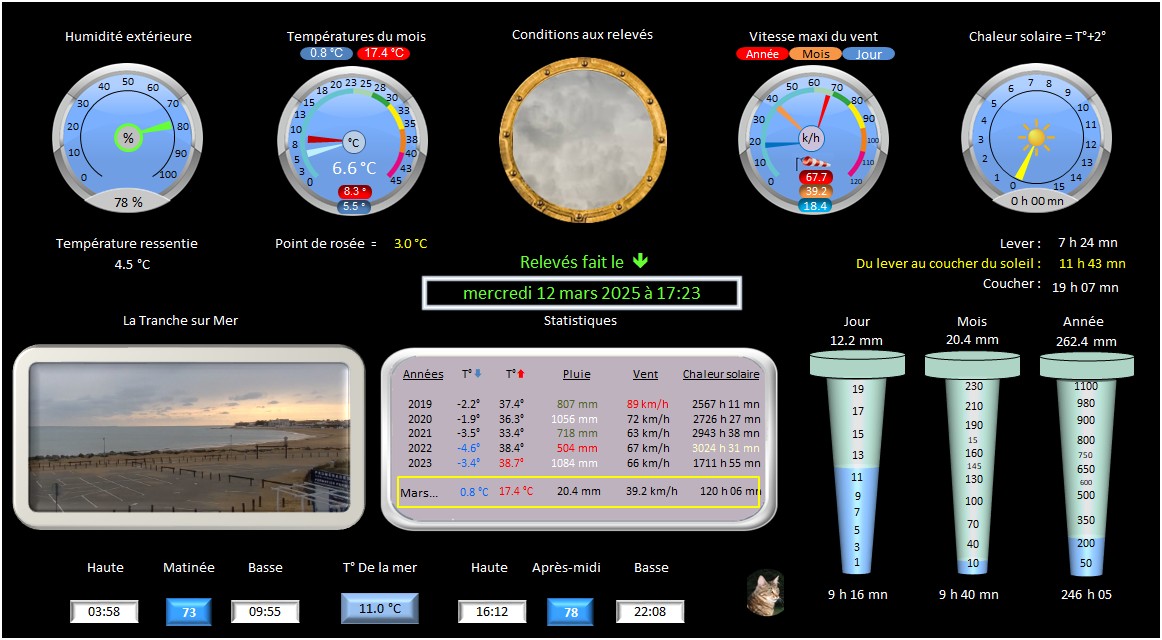 Humidité extérieure
Températures du mois
Conditions aux relevés
Vitesse maxi du vent
Chaleur solaire = T°+2°
0.8 °C 17.4 °C
Année Mois Jour
0 10 20 30 40 50 60 70 80 90 100
%
78 %
0 3 5 8 10 13 15 18 20 23 25 28 30 33 35 38 40 43 45
°C
6.6 °C
8.3 °
5.5 °
0 10 20 30 40 50 60 70 80 90 100 110 120
k/h
67.7
39.2
18.4
0 1 2 3 4 5 6 7 8 9 10 11 12 13 14 15
0 h 00 mn
Température ressentie
4.5 °C
Point de rosée = 3.0 °C
Relevés fait le
mercredi 12 mars 2025 à 17:23
Lever : 7 h 24 mn
Du lever au coucher du soleil : 11 h 43 mn
Coucher : 19 h 07 mn
La Tranche sur Mer
Statistiques
Années T° T° Pluie Vent Chaleur solaire
2019 -2.2° 37.4° 807 mm 89 km/h 2567 h 11 mn
2020 -1.9° 36.3° 1056 mm 72 km/h 2726 h 27 mn
2021 -3.5° 33.4° 718 mm 63 km/h 2943 h 38 mn
2022 -4.6° 38.4° 504 mm 67 km/h 3024 h 31 mn
2023 -3.4° 38.7° 1084 mm 66 km/h 1711 h 55 mn
Mars... 0.8 °C 17.4 °C 20.4 mm 39.2 km/h 120 h 06 mn
Jour
12.2 mm
19
17
15
13
11
9
7
5
3
1
9 h 16 mn
Mois
20.4 mm
230
210
190
15
160
145
130
100
70
40
10
9 h 40 mn
Année
262.4 mm
1100
980
900
800
750
650
600
500
350
200
50
246 h 05
Haute Matinée Basse T° De la mer Haute Après-midi Basse
03:58 73 09:55 11.0 °C 16:12 78 22:08